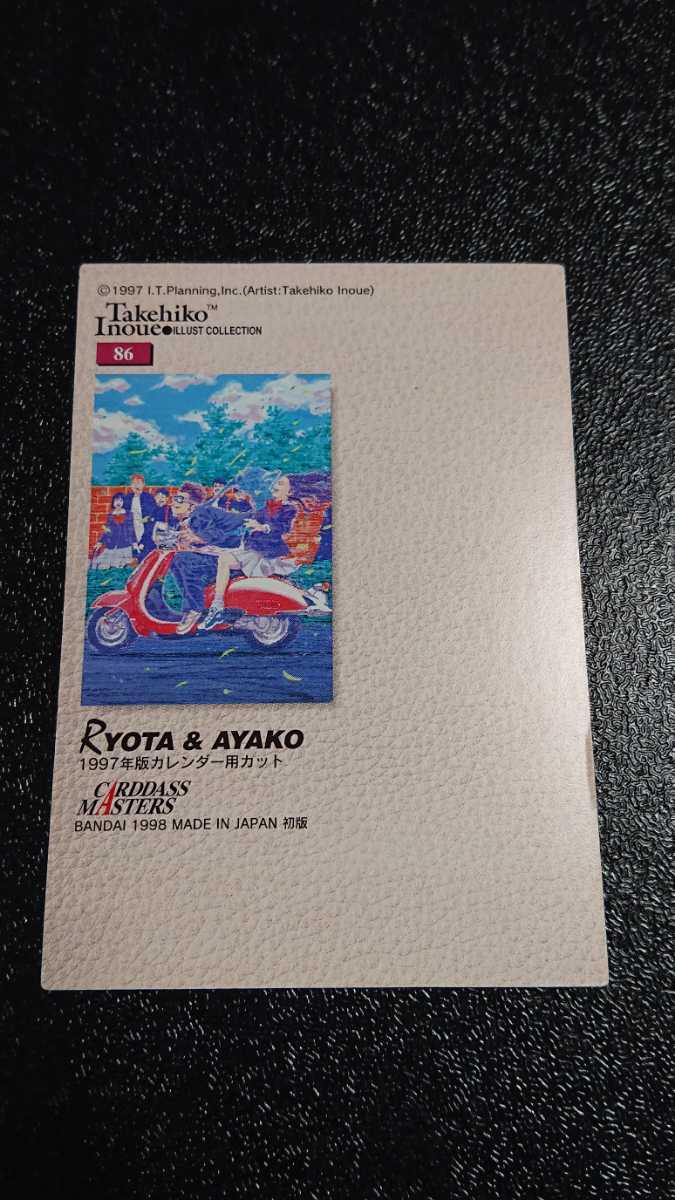 ©1997 I.T.Planning,Inc.(Artist:Takehiko Inoue)
Takehiko™
Inoue●ILLUST COLLECTION
86
RYOTA & AYAKO
1997年版カレンダー用カット
CARDDASS
MASTERS
BANDAI 1998 MADE IN JAPAN 初版